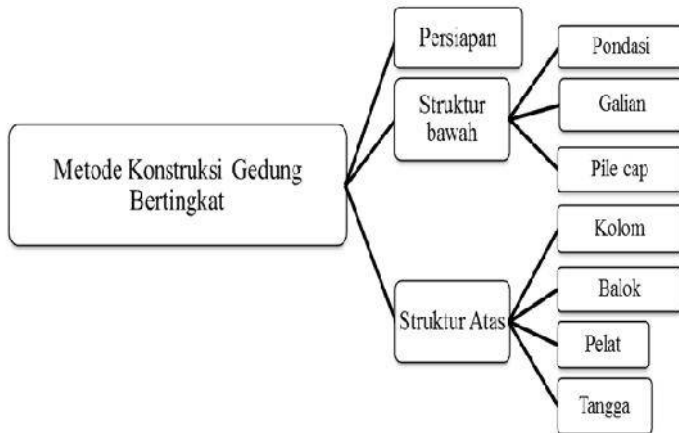 Metode Konstruksi Gedung
Bertingkat
Persiapan
Struktur
bawah
Pondasi
Galian
Pile cap
Struktur Atas
Kolom
Balok
Pelat
Tangga